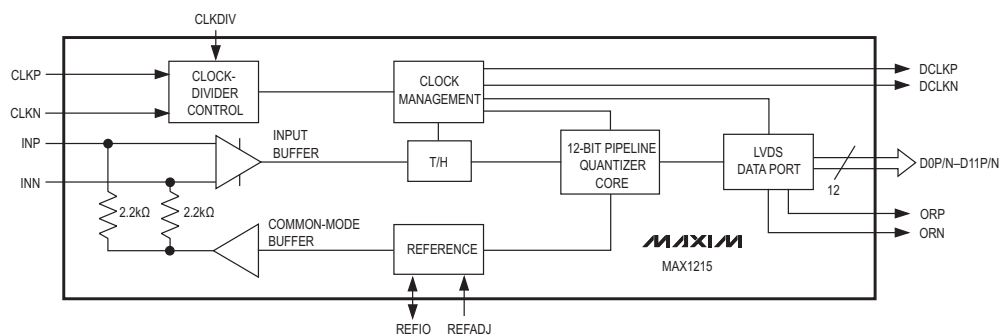 CLKDIV
CLKP
CLKN
CLOCK-
DIVIDER
CONTROL
CLOCK
MANAGEMENT
DCLKP
DCLKN
INP
INN
INPUT
BUFFER
T/H
12-BIT PIPELINE
QUANTIZER
CORE
LVDS
DATA PORT
12
D0P/N–D11P/N
2.2kΩ
2.2kΩ
COMMON-MODE
BUFFER
REFERENCE
MAXIM
MAX1215
ORP
ORN
REFIO
REFADJ